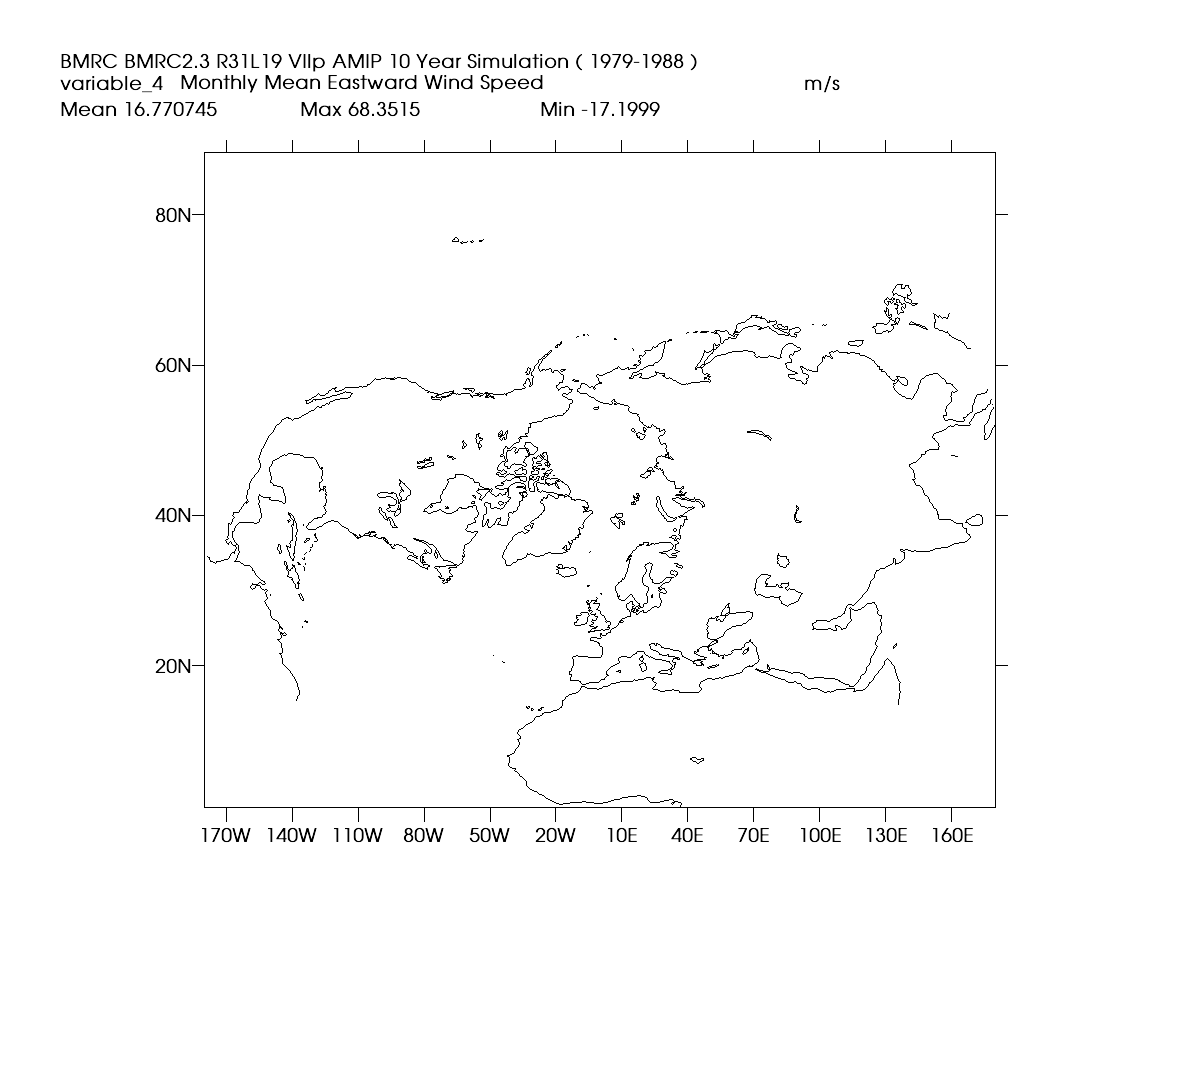 BMRC BMRC2.3 R31L19 VIIp AMIP 10 Year Simulation ( 1979-1988 )
variable_4 Monthly Mean Eastward Wind Speed m/s
Mean 16.770745 Max 68.3515 Min -17.1999
80N
60N
40N
20N
170W 140W 110W 80W 50W 20W 10E 40E 70E 100E 130E 160E